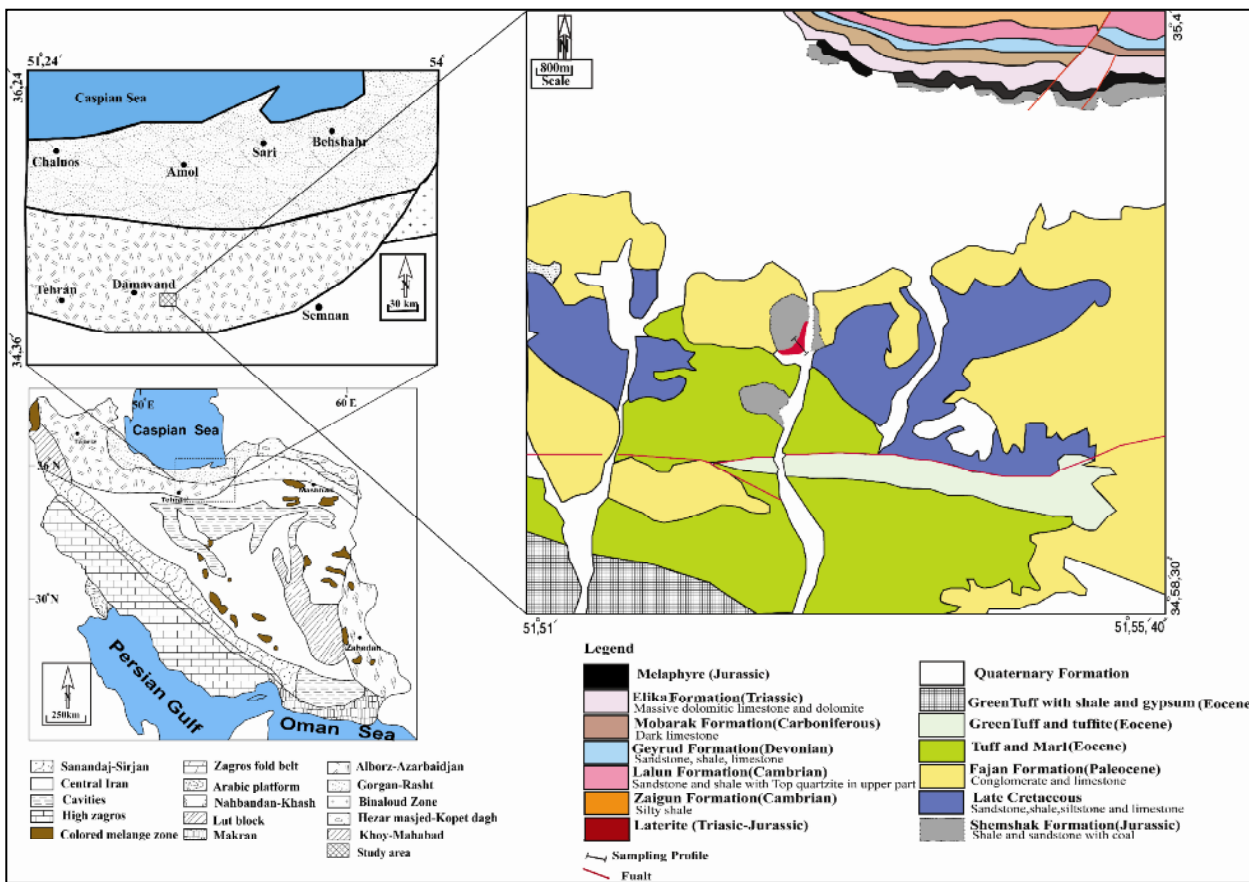 51°,24′
54°
36°,24′
Caspian Sea
Chaluos
Amol
Sari
Behshahr
Tehran
Damavand
Semnan
30 km
34°,36′
N
800m
Scale
35°,4
34°,58′,30″
51°,51′
51°,55′,40″
50°E
60°E
Caspian Sea
36°N
Mashhad
30°N
Zahedan
N
250km
Persian Gulf
Oman Sea
Sanandaj-Sirjan
Central Iran
Cavities
High zagros
Colored melange zone
Zagros fold belt
Arabic platform
Nahbandan-Khash
Lut block
Makran
Alborz-Azarbaidjan
Gorgan-Rasht
Binaloud Zone
Hezar masjed-Kopet dagh
Khoy-Mahabad
Study area
Legend
Melaphyre (Jurassic)
Elika Formation(Triassic)
Massive dolomitic limestone and dolomite
Mobarak Formation(Carboniferous)
Dark limestone
Geyrud Formation(Devonian)
Sandstone, shale, limestone
Lalun Formation(Cambrian)
Sandstone and shale with Top quartzite in upper part
Zaigun Formation(Cambrian)
Silty shale
Laterite (Triasic-Jurassic)
Sampling Profile
Fualt
Quaternary Formation
GreenTuff with shale and gypsum (Eocene)
GreenTuff and tuffite(Eocene)
Tuff and Marl(Eocene)
Fajan Formation(Paleocene)
Conglomerate and limestone
Late Cretaceous
Sandstone,shale,siltstone and limestone
Shemshak Formation(Jurassic)
Shale and sandstone with coal